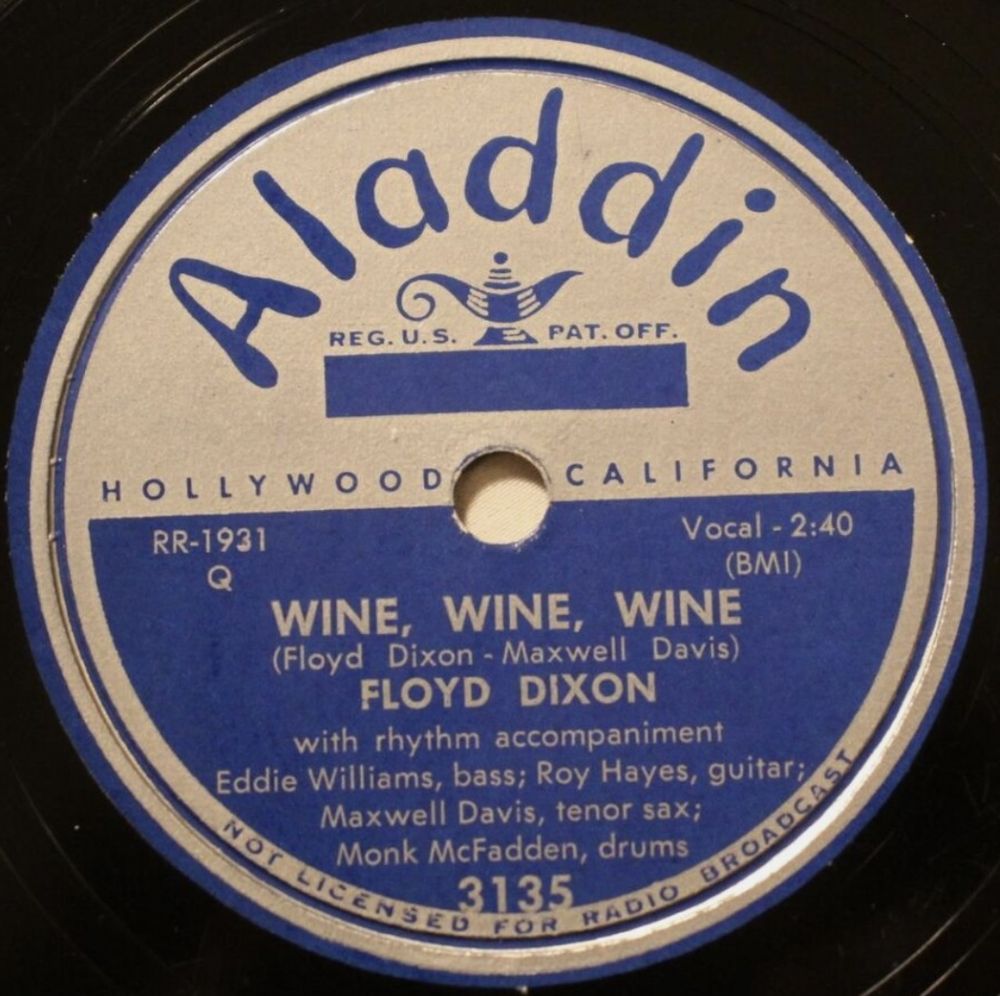 Aladdin
REG. U.S. PAT. OFF.
HOLLYWOOD CALIFORNIA
RR-1931
Q
Vocal - 2:40
(BMI)
WINE, WINE, WINE
(Floyd Dixon - Maxwell Davis)
FLOYD DIXON
with rhythm accompaniment
Eddie Williams, bass; Roy Hayes, guitar;
Maxwell Davis, tenor sax;
Monk McFadden, drums
3135
NOT LICENSED FOR RADIO BROADCAST